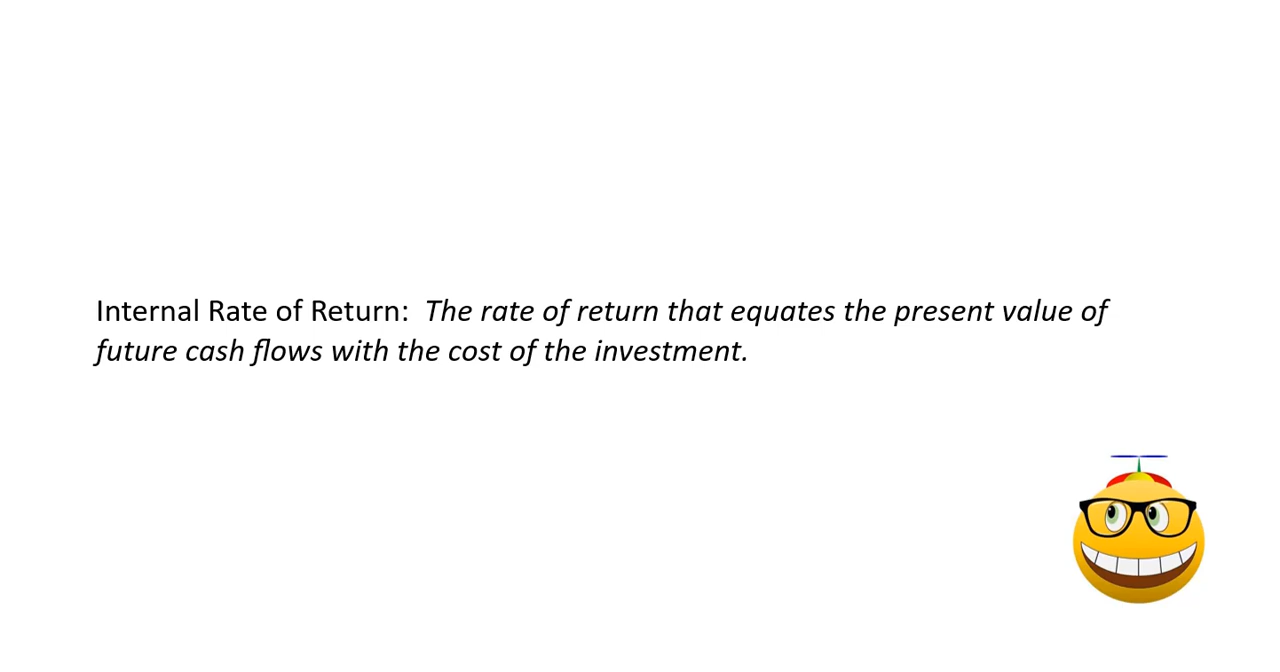 Internal Rate of Return:  The rate of return that equates the present value of
future cash flows with the cost of the investment.